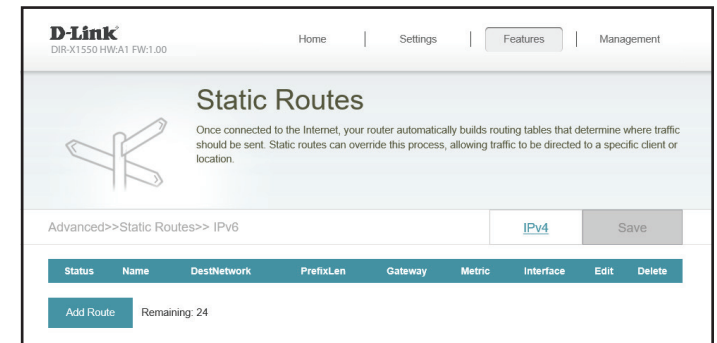 D-Link
DIR-X1550 HW:A1 FW:1.00
Home | Settings | Features | Management
Static Routes
Once connected to the Internet, your router automatically builds routing tables that determine where traffic
should be sent. Static routes can override this process, allowing traffic to be directed to a specific client or
location.
Advanced>>Static Routes>> IPv6 IPv4 Save
Status Name DestNetwork PrefixLen Gateway Metric Interface Edit Delete
Add Route Remaining: 24